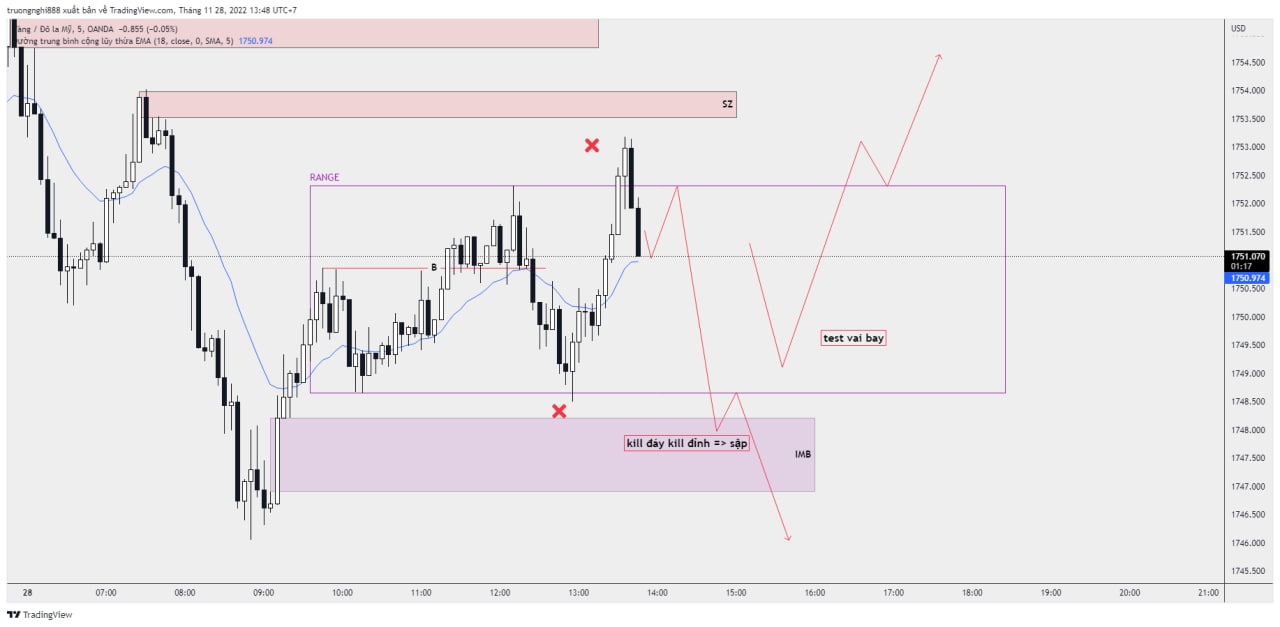 truongnghi888 xuất bản về TradingView.com, Tháng 11 28, 2022 13:48 UTC+7
àng / Đô la Mỹ, 5, OANDA −0.855 (−0.05%)
ường trung bình cộng lũy thừa EMA (18, close, 0, SMA, 5) 1750.974
USD
1754.500
1754.000
SZ
1753.500
1753.000
RANGE
1752.500
1752.000
1751.500
1751.070
01:17
B
1750.974
1750.500
1750.000
test vai bay
1749.500
1749.000
1748.500
1748.000
kill đáy kill đỉnh => sập
IMB
1747.500
1747.000
1746.500
1746.000
1745.500
28 07:00 08:00 09:00 10:00 11:00 12:00 13:00 14:00 15:00 16:00 17:00 18:00 19:00 20:00 21:00
TradingView